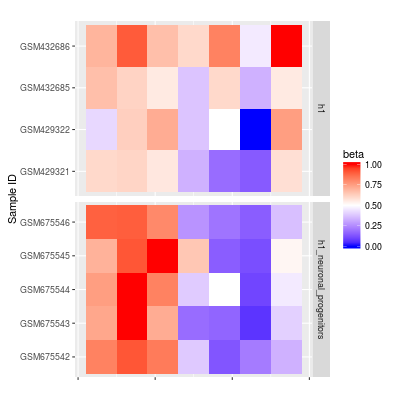 GSM432686
GSM432685
GSM429322
GSM429321
h1
GSM675546
GSM675545
GSM675544
GSM675543
GSM675542
h1_neuronal_progenitors
Sample ID
beta
1.00
0.75
0.50
0.25
0.00